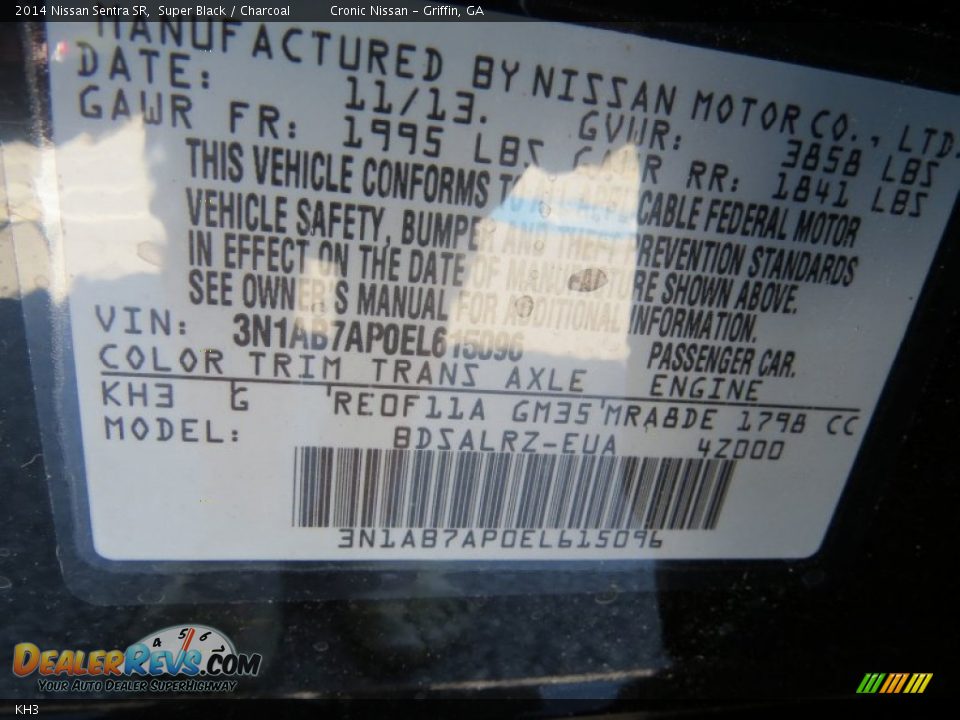 2014 Nissan Sentra SR, Super Black / Charcoal Cronic Nissan - Griffin, GA
MANUFACTURED BY NISSAN MOTOR CO., LTD.
DATE: 11/13. GVWR: 3858 LBS
GAWR FR: 1995 LBS GAWR RR: 1841 LBS
THIS VEHICLE CONFORMS TO ALL APPLICABLE FEDERAL MOTOR
VEHICLE SAFETY, BUMPER AND THEFT PREVENTION STANDARDS
IN EFFECT ON THE DATE OF MANUFACTURE SHOWN ABOVE.
SEE OWNER'S MANUAL FOR ADDITIONAL INFORMATION.
VIN: 3N1AB7AP0EL615096 PASSENGER CAR.
COLOR TRIM TRANS AXLE ENGINE
KH3 G RE0F11A GM35 MRA8DE 1798 CC
MODEL: BDSALRZ-EUA 4Z000
3N1AB7AP0EL615096
4 5 6
DealerRevs.com
Your Auto Dealer SuperHighway
KH3